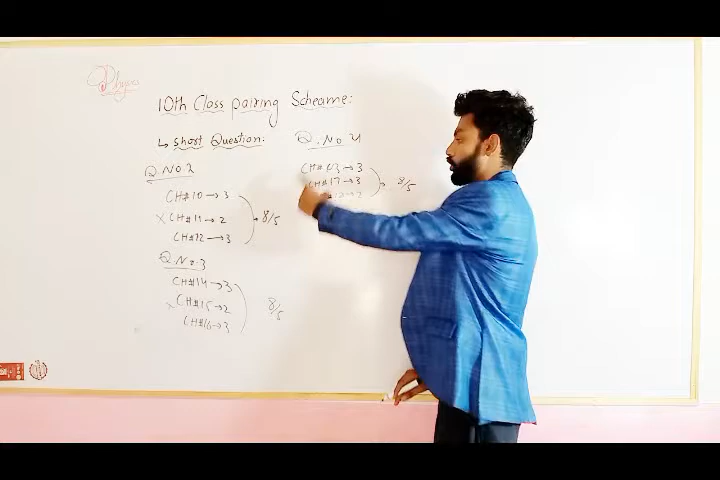 Physics
10th Class pairing Scheame:
↳ short Question:
Q.No.2
CH#10→3
X CH#11→2
CH#12→3
8/5
Q.No.3
CH#14→3
X CH#15→2
CH#16→3
8/5
Q.No 4
CH#13→3
CH#17→3
8/5